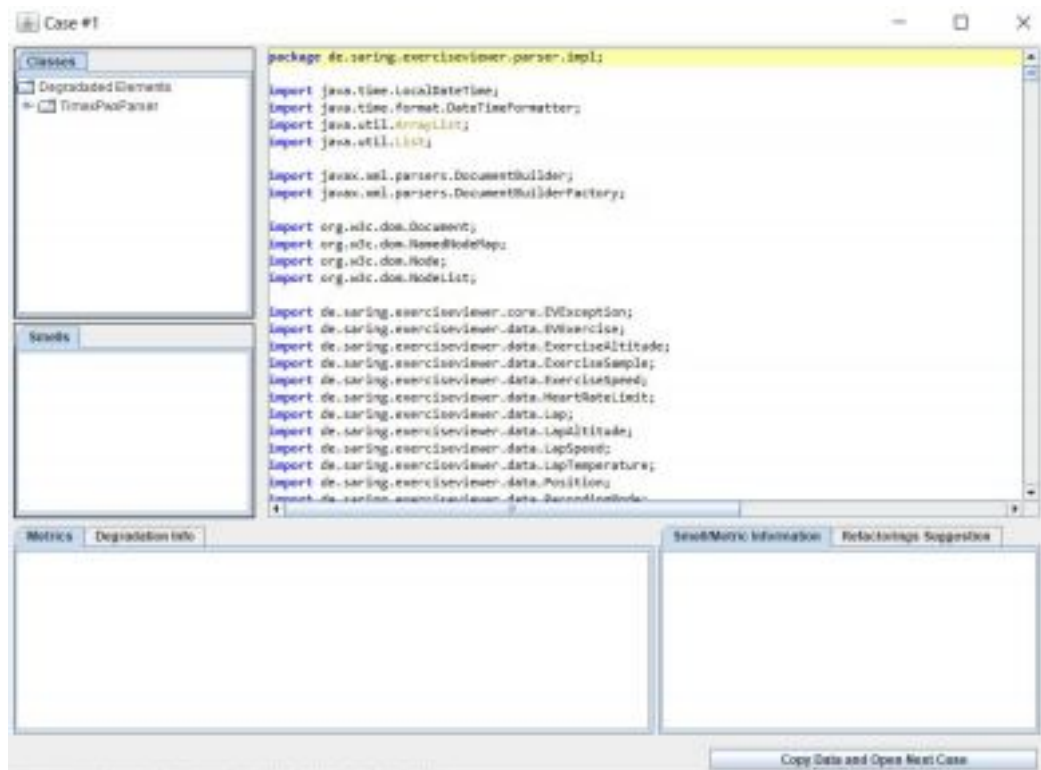 Case #1
Classes
Degradaded Elements
TimexPwxParser
Smells
package de.saring.exerciseviewer.parser.impl;
import java.time.LocalDateTime;
import java.time.format.DateTimeFormatter;
import java.util.ArrayList;
import java.util.List;
import javax.xml.parsers.DocumentBuilder;
import javax.xml.parsers.DocumentBuilderFactory;
import org.w3c.dom.Document;
import org.w3c.dom.NamedNodeMap;
import org.w3c.dom.Node;
import org.w3c.dom.NodeList;
import de.saring.exerciseviewer.core.EVException;
import de.saring.exerciseviewer.data.EVExercise;
import de.saring.exerciseviewer.data.ExerciseAltitude;
import de.saring.exerciseviewer.data.ExerciseSample;
import de.saring.exerciseviewer.data.ExerciseSpeed;
import de.saring.exerciseviewer.data.HeartRateLimit;
import de.saring.exerciseviewer.data.Lap;
import de.saring.exerciseviewer.data.LapAltitude;
import de.saring.exerciseviewer.data.LapSpeed;
import de.saring.exerciseviewer.data.LapTemperature;
import de.saring.exerciseviewer.data.Position;
import de.saring.exerciseviewer.data.RecordingMode;
Metrics Degradation Info
Smell/Metric Information Refactorings Suggestion
Copy Data and Open Next Case